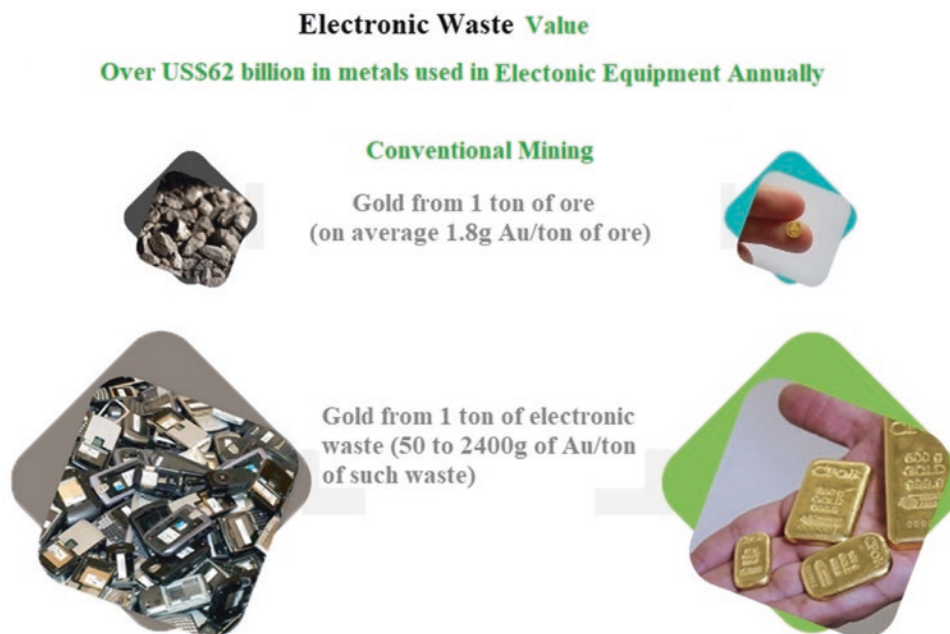 Electronic Waste Value
Over US$62 billion in metals used in Electonic Equipment Annually
Conventional Mining
Gold from 1 ton of ore
(on average 1.8g Au/ton of ore)
Gold from 1 ton of electronic
waste (50 to 2400g of Au/ton
of such waste)
GOLD
GOLD